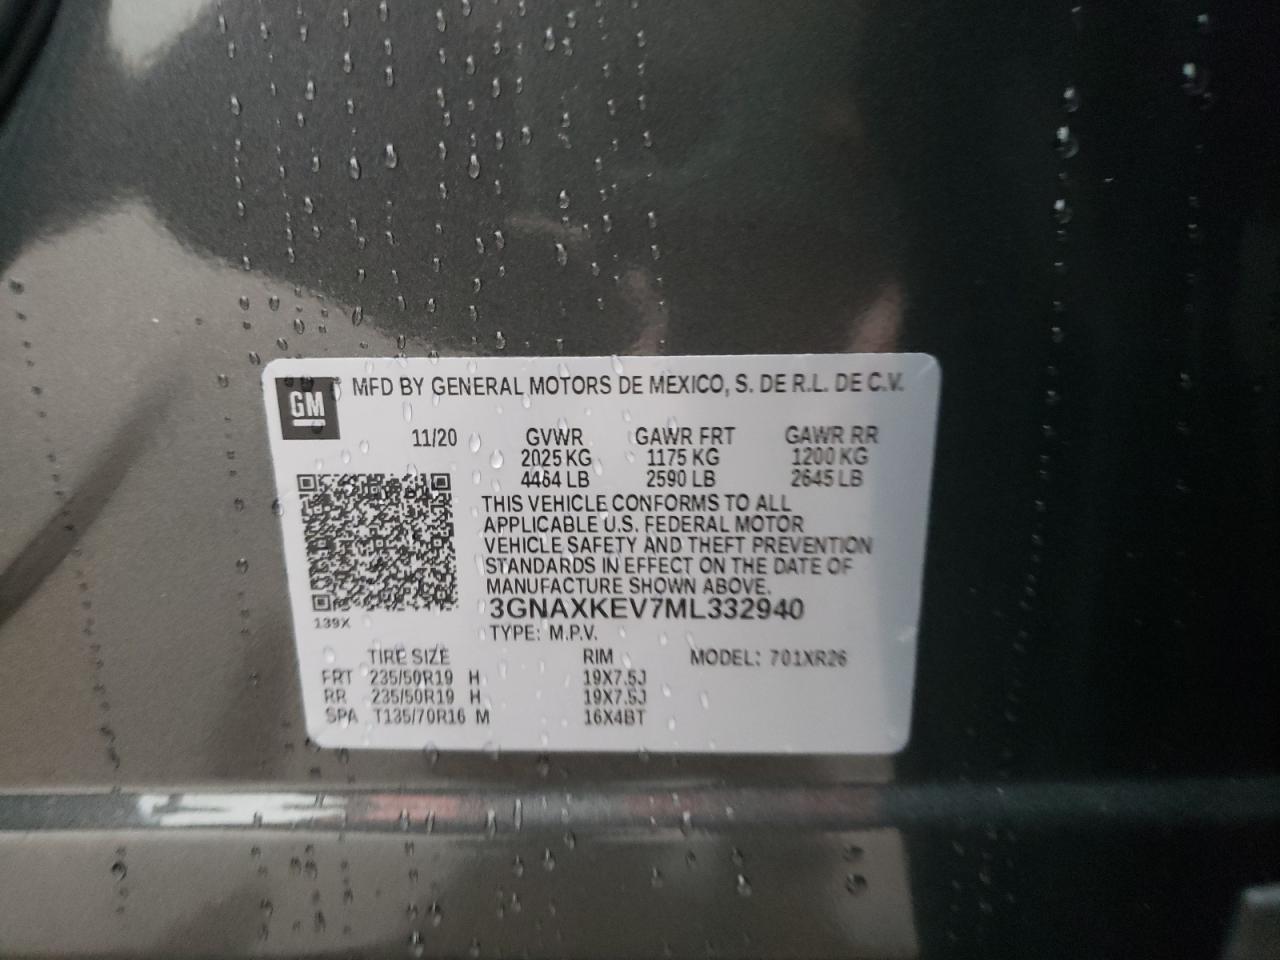 GM
MFD BY GENERAL MOTORS DE MEXICO, S. DE R.L. DE C.V.
11/20 GVWR GAWR FRT GAWR RR
2025 KG 1175 KG 1200 KG
4464 LB 2590 LB 2645 LB
THIS VEHICLE CONFORMS TO ALL
APPLICABLE U.S. FEDERAL MOTOR
VEHICLE SAFETY AND THEFT PREVENTION
STANDARDS IN EFFECT ON THE DATE OF
MANUFACTURE SHOWN ABOVE.
3GNAXKEV7ML332940
139X
TYPE: M.P.V.
TIRE SIZE RIM MODEL: 701XR26
FRT 235/50R19 H 19X7.5J
RR 235/50R19 H 19X7.5J
SPA T135/70R16 M 16X4BT